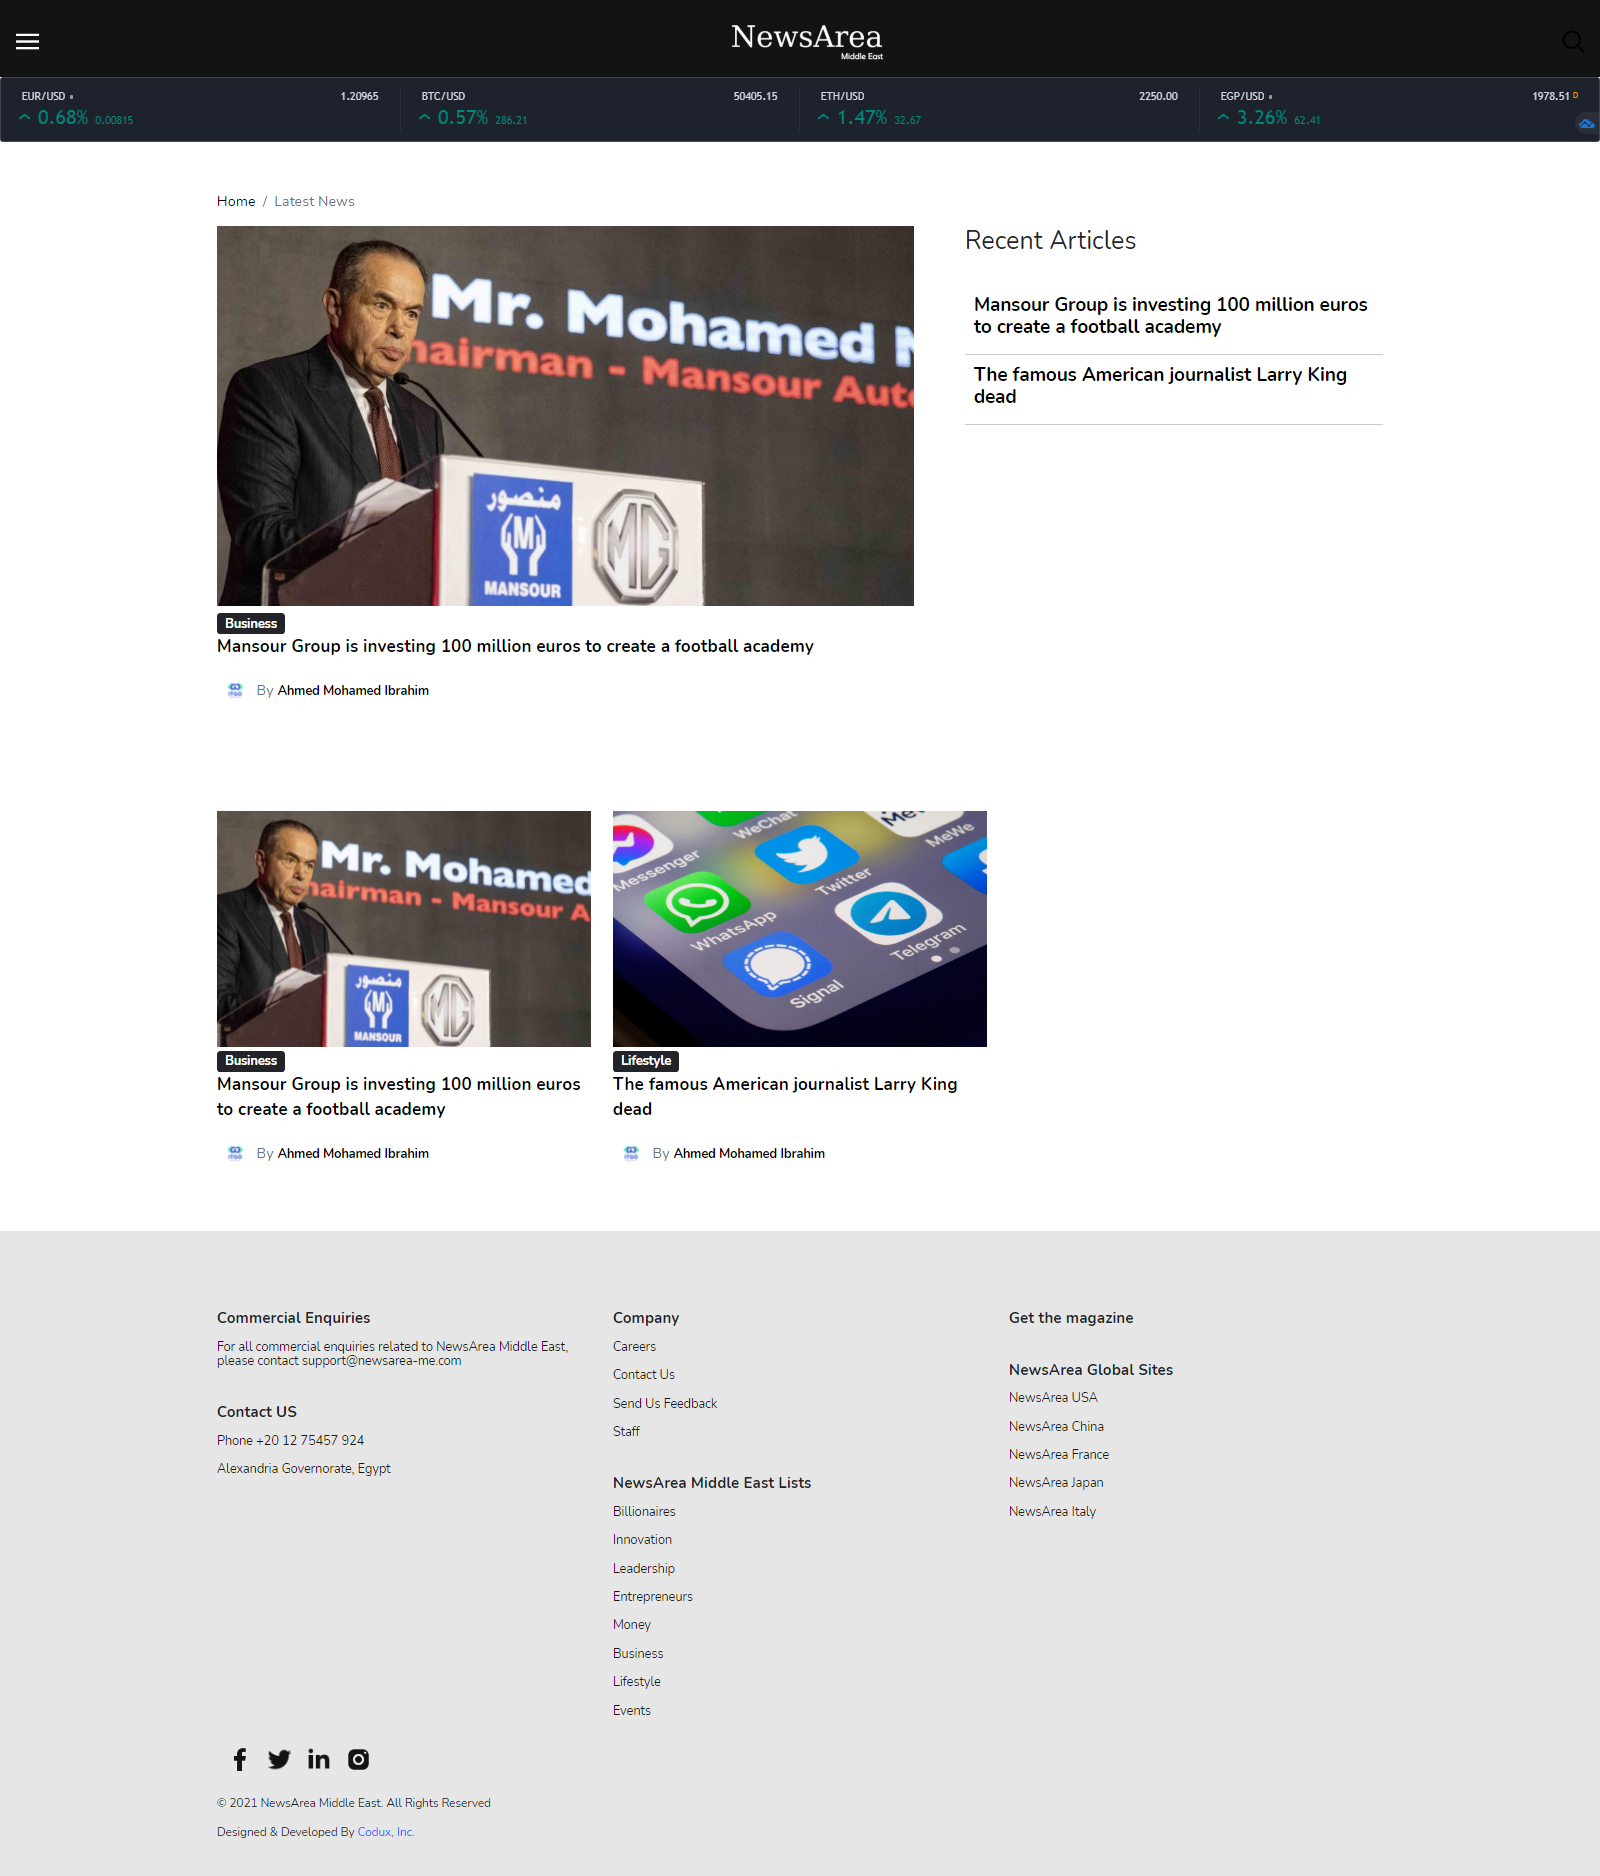 NewsArea
Middle East
EUR/USD
1.20965
0.68% 0.00815
BTC/USD
50405.15
0.57% 286.21
ETH/USD
2250.00
1.47% 32.67
EGP/USD
1978.51 D
3.26% 62.41
Home / Latest News
Mr. Mohamed
hairman - Mansour Aut
منصور
M
MANSOUR
MG
Business
Mansour Group is investing 100 million euros to create a football academy
By Ahmed Mohamed Ibrahim
Recent Articles
Mansour Group is investing 100 million euros
to create a football academy
The famous American journalist Larry King
dead
Mr. Mohamed
hairman - Mansour A
منصور
M
MANSOUR
MG
Business
Mansour Group is investing 100 million euros
to create a football academy
By Ahmed Mohamed Ibrahim
WeChat
MeWe
Messenger
Twitter
WhatsApp
Telegram
Signal
Lifestyle
The famous American journalist Larry King
dead
By Ahmed Mohamed Ibrahim
Commercial Enquiries
For all commercial enquiries related to NewsArea Middle East,
please contact support@newsarea-me.com
Contact US
Phone +20 12 75457 924
Alexandria Governorate, Egypt
Company
Careers
Contact Us
Send Us Feedback
Staff
NewsArea Middle East Lists
Billionaires
Innovation
Leadership
Entrepreneurs
Money
Business
Lifestyle
Events
Get the magazine
NewsArea Global Sites
NewsArea USA
NewsArea China
NewsArea France
NewsArea Japan
NewsArea Italy
© 2021 NewsArea Middle East. All Rights Reserved
Designed & Developed By Codux, Inc.